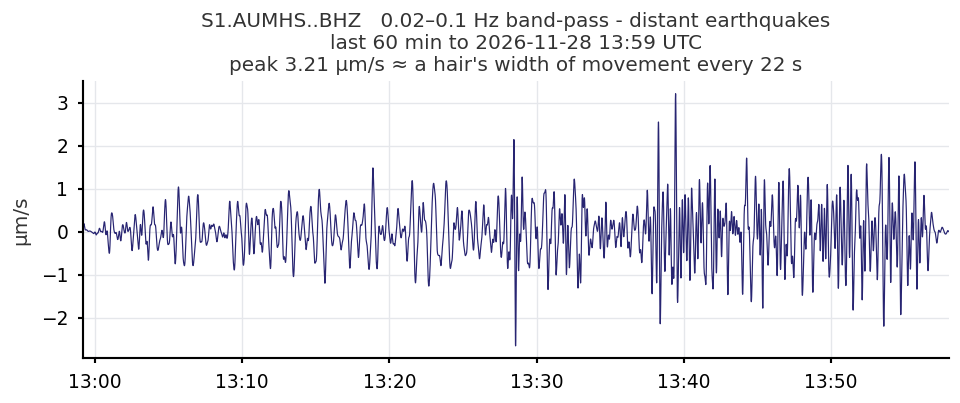 S1.AUMHS..BHZ   0.02–0.1 Hz band-pass - distant earthquakes
last 60 min to 2026-11-28 13:59 UTC
peak 3.21 µm/s ≈ a hair's width of movement every 22 s
µm/s
3
2
1
0
−1
−2
13:00 13:10 13:20 13:30 13:40 13:50